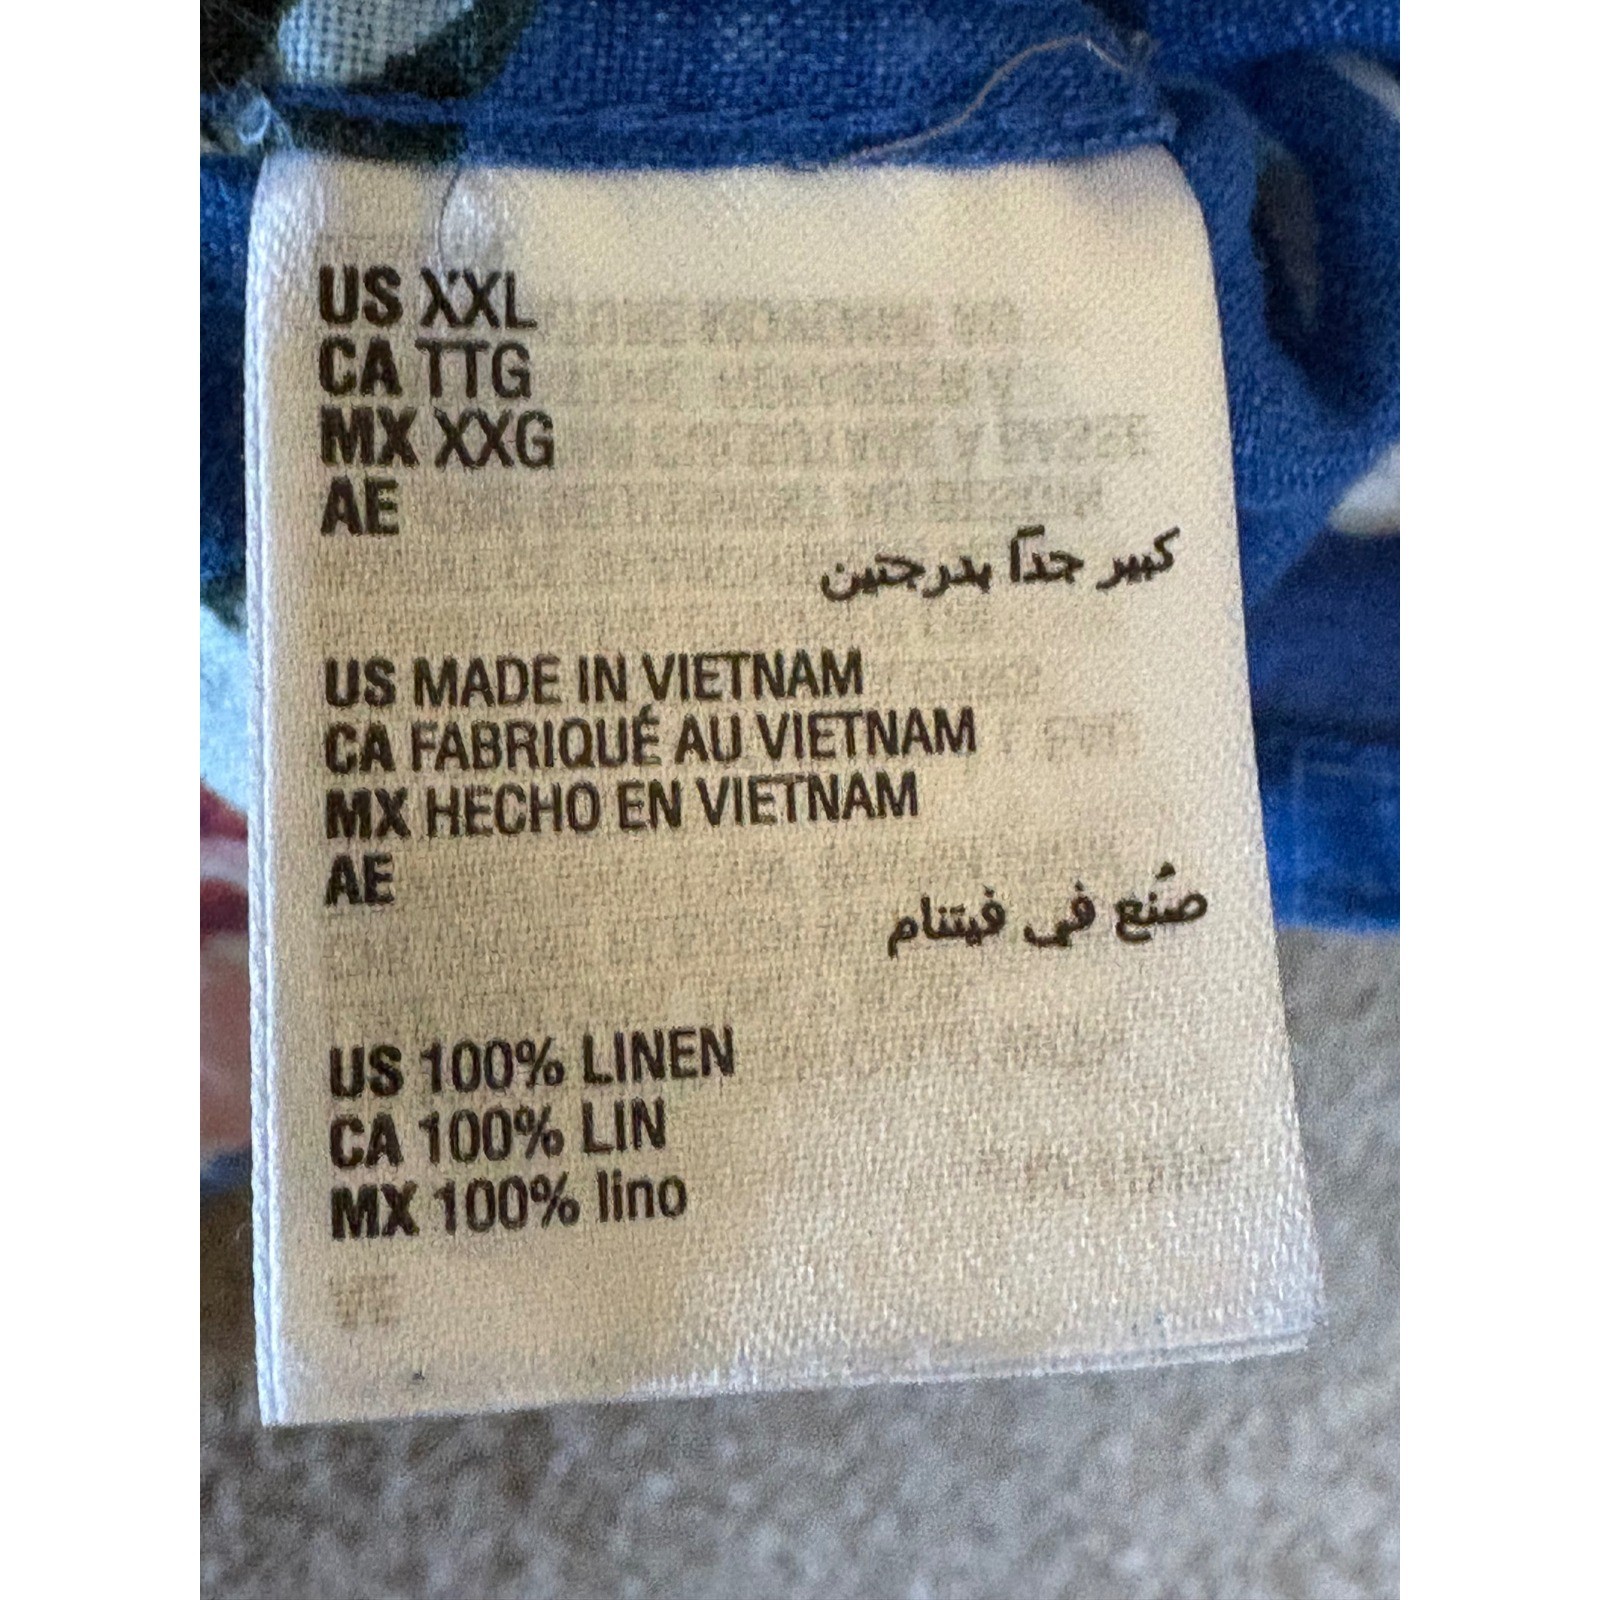 US XXL
CA TTG
MX XXG
AE
كبير جداً بدرجتين
US MADE IN VIETNAM
CA FABRIQUÉ AU VIETNAM
MX HECHO EN VIETNAM
AE
صُنع في فيتنام
US 100% LINEN
CA 100% LIN
MX 100% lino